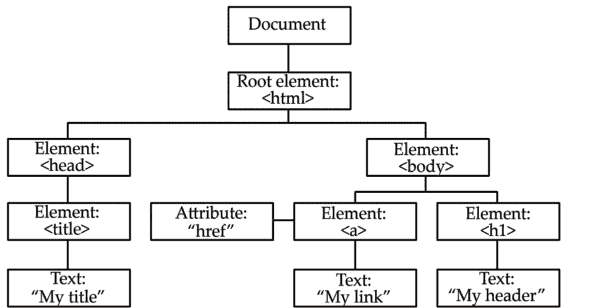 Document
Root element:
<html>
Element:
<head>
Element:
<body>
Element:
<title>
Attribute:
“href”
Element:
<a>
Element:
<h1>
Text:
“My title”
Text:
“My link”
Text:
“My header”